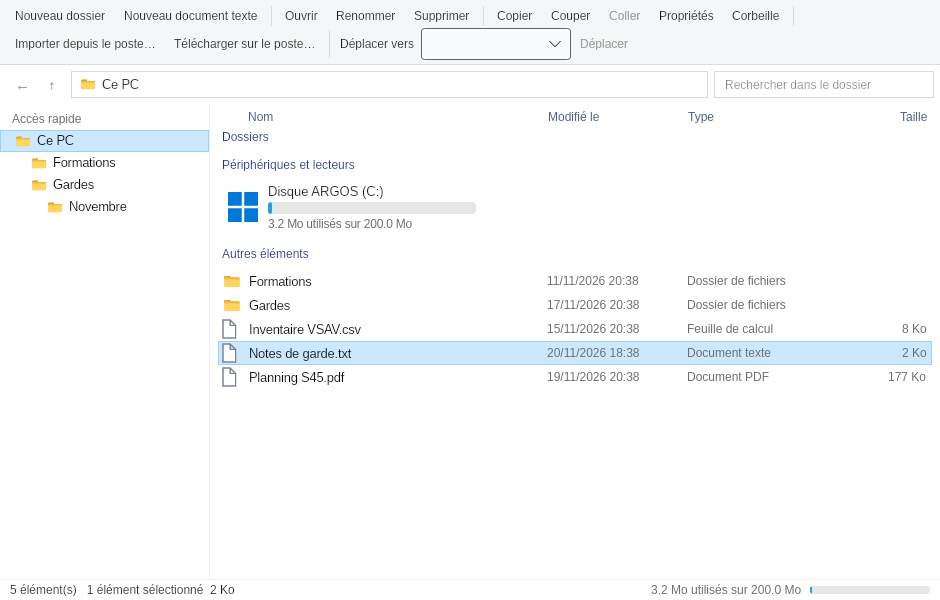 Nouveau dossier Nouveau document texte Ouvrir Renommer Supprimer Copier Couper Coller Propriétés Corbeille
Importer depuis le poste… Télécharger sur le poste… Déplacer vers Déplacer
← ↑ Ce PC Rechercher dans le dossier
Accès rapide
Ce PC
Formations
Gardes
Novembre
Nom Modifié le Type Taille
Dossiers
Périphériques et lecteurs
Disque ARGOS (C:)
3.2 Mo utilisés sur 200.0 Mo
Autres éléments
Formations 11/11/2026 20:38 Dossier de fichiers
Gardes 17/11/2026 20:38 Dossier de fichiers
Inventaire VSAV.csv 15/11/2026 20:38 Feuille de calcul 8 Ko
Notes de garde.txt 20/11/2026 18:38 Document texte 2 Ko
Planning S45.pdf 19/11/2026 20:38 Document PDF 177 Ko
5 élément(s) 1 élément sélectionné 2 Ko 3.2 Mo utilisés sur 200.0 Mo